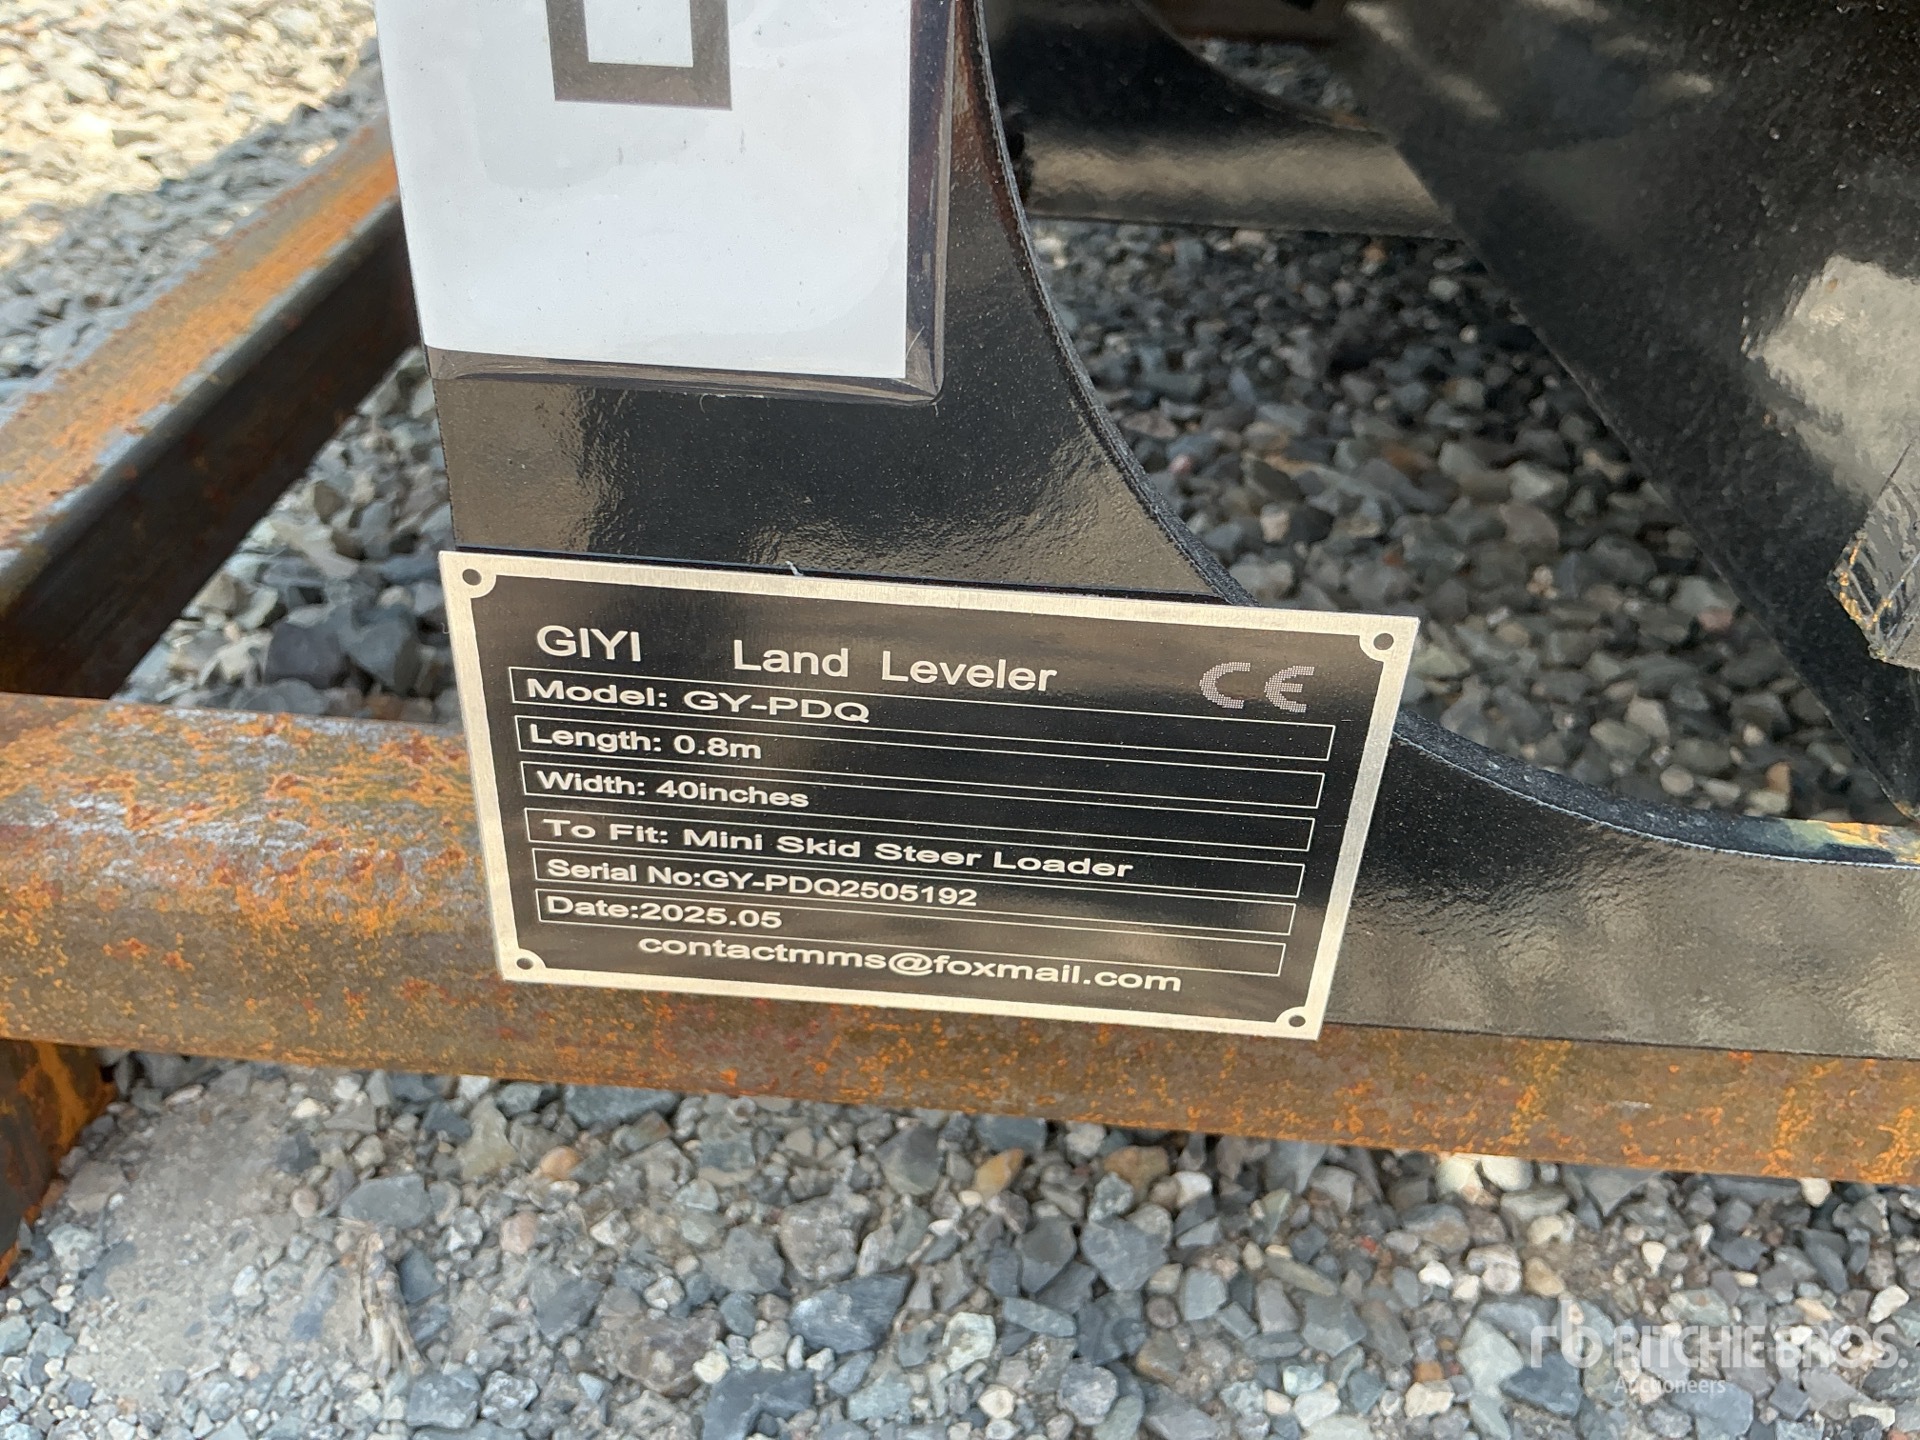 GIYI Land Leveler CE
Model: GY-PDQ
Length: 0.8m
Width: 40inches
To Fit: Mini Skid Steer Loader
Serial No:GY-PDQ2505192
Date:2025.05
contactmms@foxmail.com
rb RITCHIE BROS.
Auctioneers